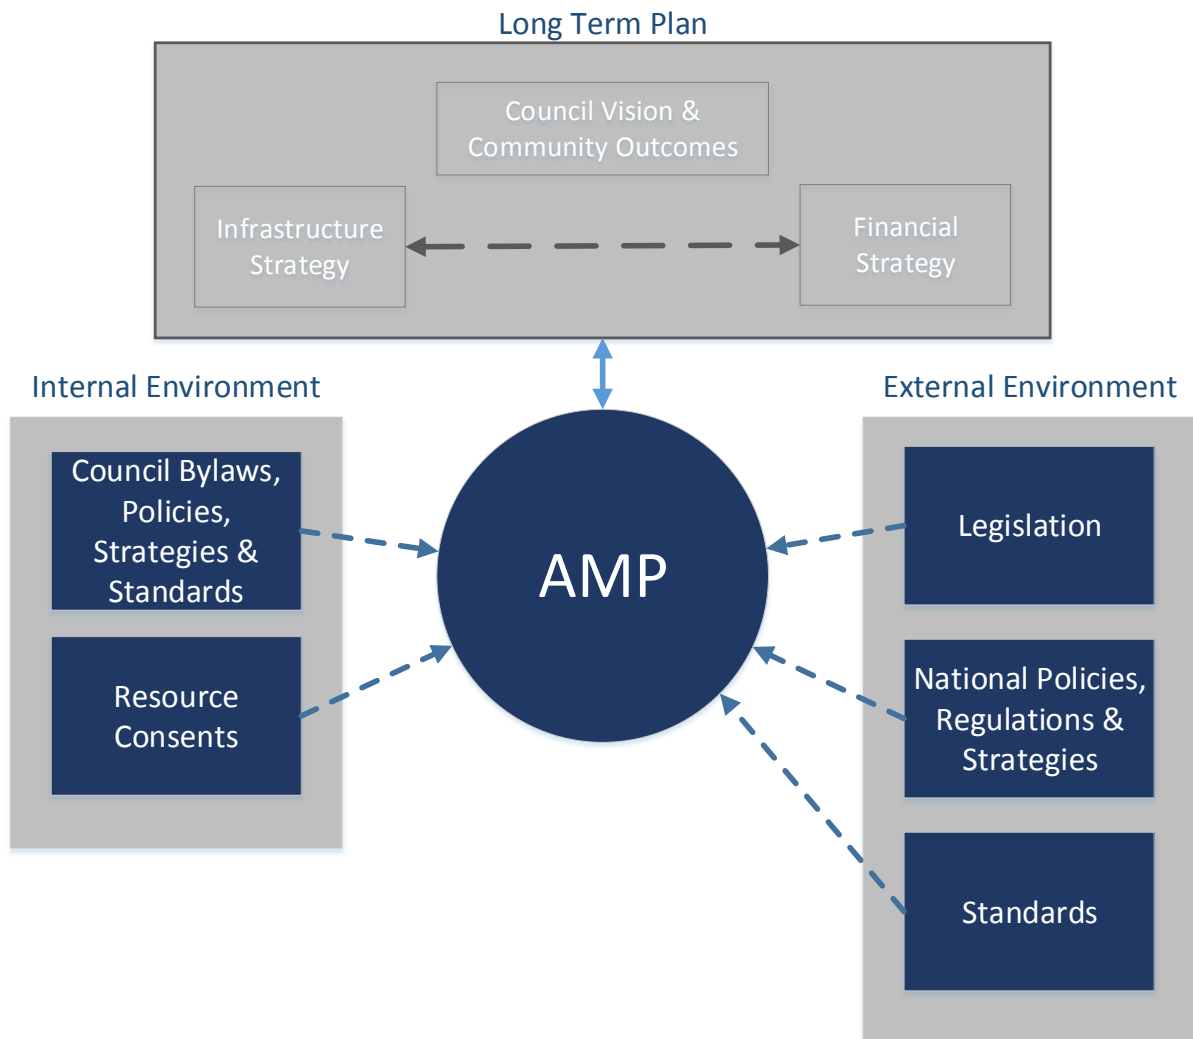 Long Term Plan
Council Vision &
Community Outcomes
Infrastructure
Strategy
Financial
Strategy
Internal Environment
Council Bylaws,
Policies,
Strategies &
Standards
Resource
Consents
AMP
External Environment
Legislation
National Policies,
Regulations &
Strategies
Standards